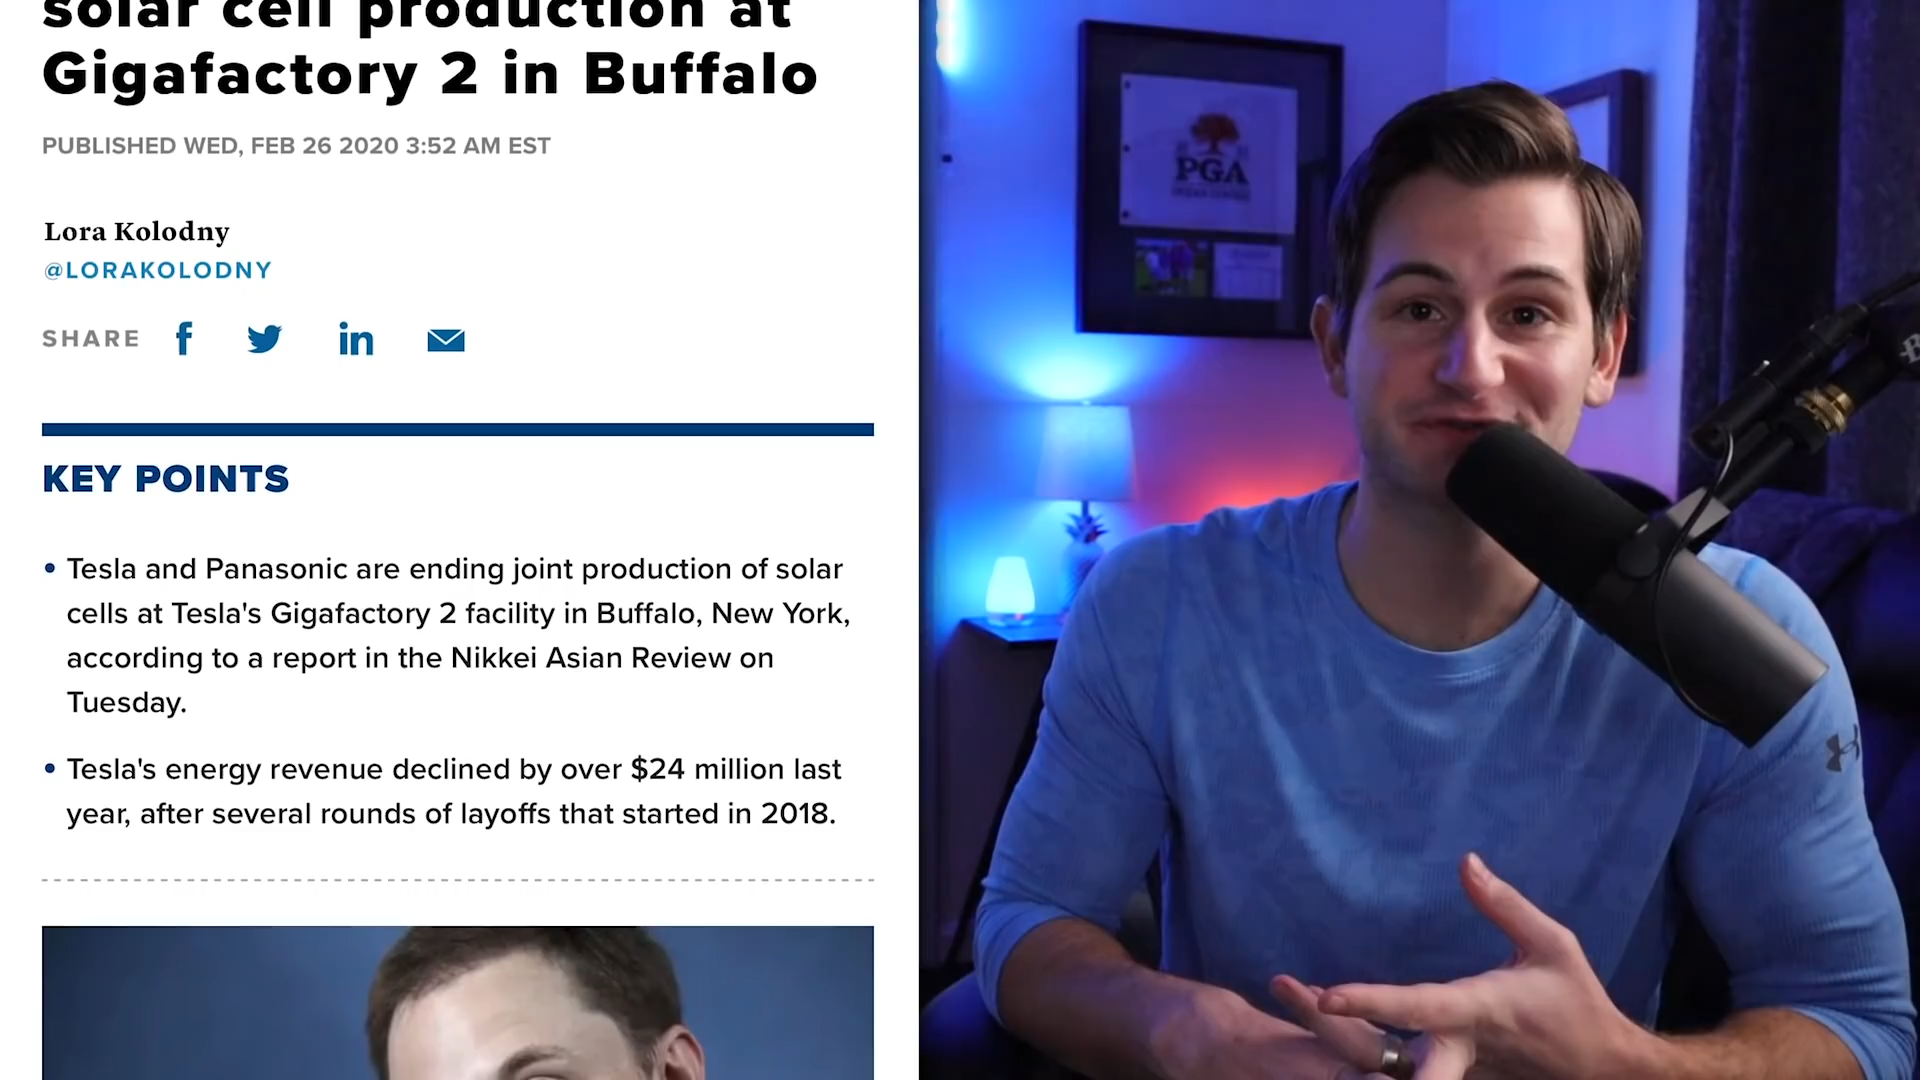 solar cell production at
Gigafactory 2 in Buffalo
PUBLISHED WED, FEB 26 2020 3:52 AM EST
Lora Kolodny
@LORAKOLODNY
SHARE
KEY POINTS
• Tesla and Panasonic are ending joint production of solar
cells at Tesla's Gigafactory 2 facility in Buffalo, New York,
according to a report in the Nikkei Asian Review on
Tuesday.
• Tesla's energy revenue declined by over $24 million last
year, after several rounds of layoffs that started in 2018.
PGA